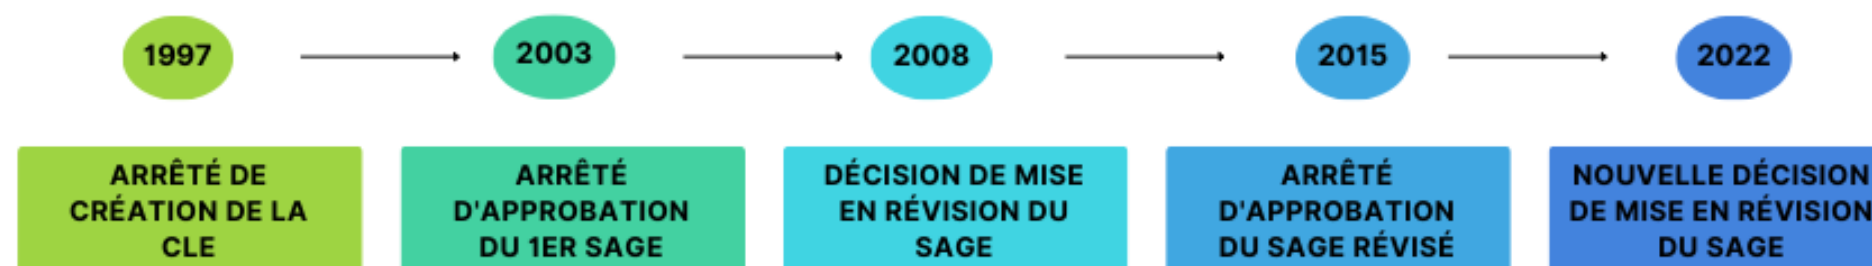 1997
2003
2008
2015
2022
ARRÊTÉ DE
CRÉATION DE LA
CLE
ARRÊTÉ
D'APPROBATION
DU 1ER SAGE
DÉCISION DE MISE
EN RÉVISION DU
SAGE
ARRÊTÉ
D'APPROBATION
DU SAGE RÉVISÉ
NOUVELLE DÉCISION
DE MISE EN RÉVISION
DU SAGE